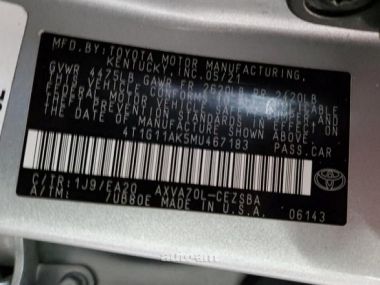 MFD.BY: TOYOTA MOTOR MANUFACTURING,
KENTUCKY, INC. 05/21
GVWR 4475LB GAWR FR 2620LB RR 2420LB
THIS VEHICLE CONFORMS TO ALL APPLICABLE
FEDERAL MOTOR VEHICLE SAFETY, BUMPER,
AND THEFT PREVENTION STANDARDS IN EFFECT ON
THE DATE OF MANUFACTURE SHOWN ABOVE.
4T1G11AK5MU467183
PASS.CAR
C/TR: 1J9/EA20 AXVA70L-CEZSBA
A/TM: 7UB80E MADE IN U.S.A. 06143
TOYOTA